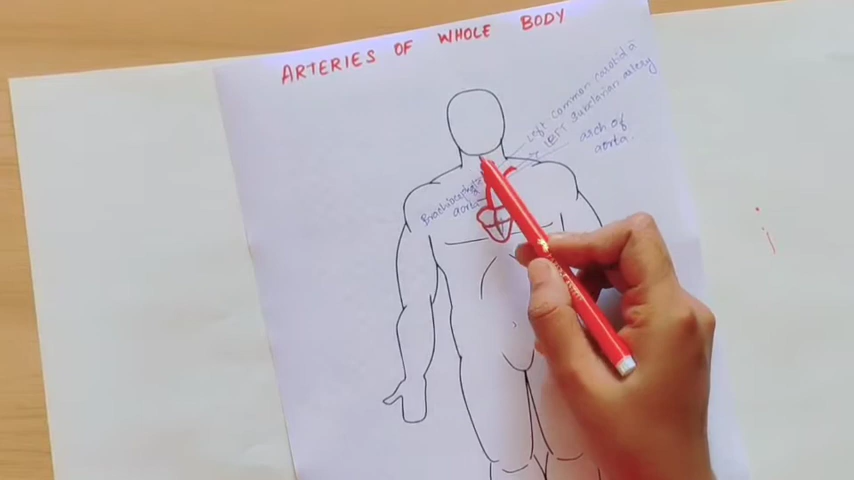 ARTERIES OF WHOLE BODY
Left common carotid a
LEFT subclavian artery
arch of
aorta.
aorta